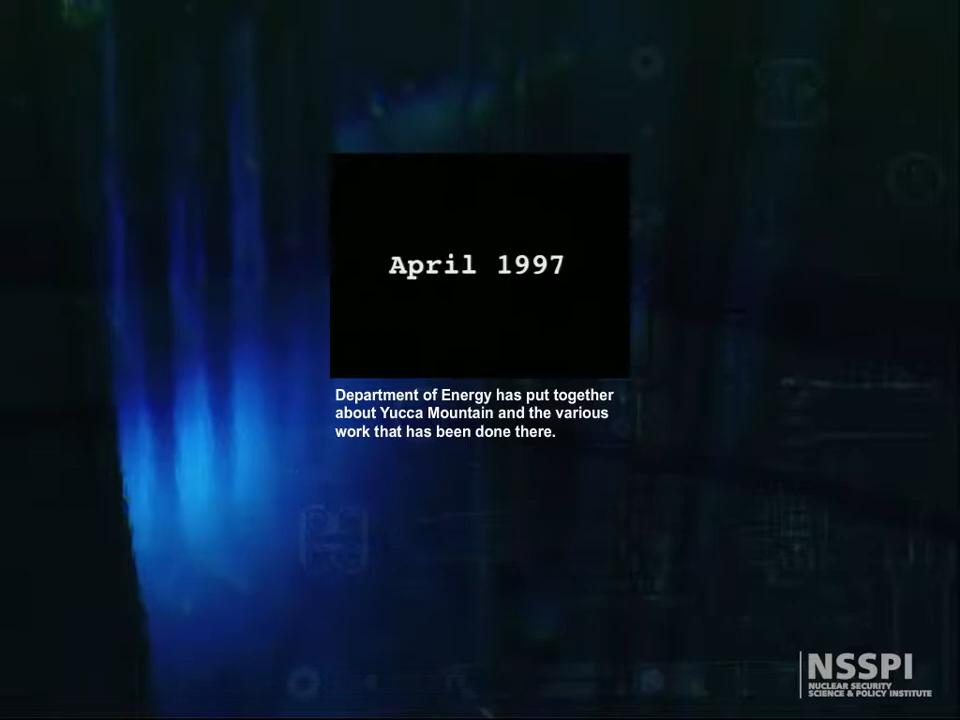 April 1997
Department of Energy has put together
about Yucca Mountain and the various
work that has been done there.
NSSPI
NUCLEAR SECURITY
SCIENCE & POLICY INSTITUTE